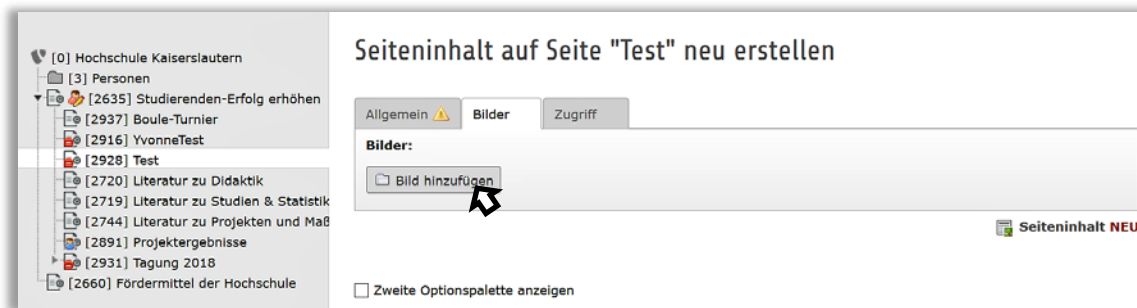 [0] Hochschule Kaiserslautern
[3] Personen
[2635] Studierenden-Erfolg erhöhen
[2937] Boule-Turnier
[2916] YvonneTest
[2928] Test
[2720] Literatur zu Didaktik
[2719] Literatur zu Studien & Statistik
[2744] Literatur zu Projekten und Maß
[2891] Projektergebnisse
[2931] Tagung 2018
[2660] Fördermittel der Hochschule
Seiteninhalt auf Seite "Test" neu erstellen
Allgemein Bilder Zugriff
Bilder:
Bild hinzufügen
Seiteninhalt NEU
Zweite Optionspalette anzeigen